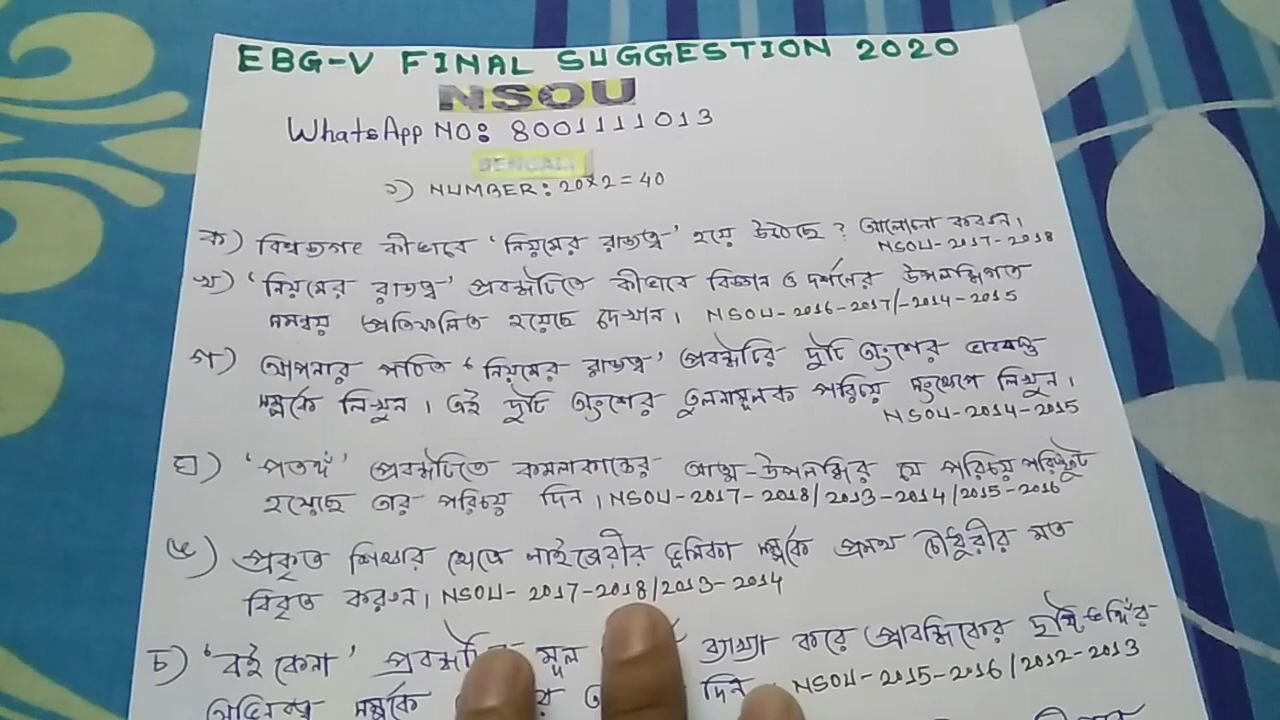 EBG-V FINAL SUGGESTION 2020
NSOU
WhatsApp NO: 8001111013
BENGALI
১) NUMBER: 20×2=40
ক) বিশ্বজগৎ কীভাবে 'নিয়মের রাজত্ব' হয়ে উঠেছে? আলোচনা করুন।
NSOU-2017-2018
খ) 'নিয়মের রাজত্ব' প্রবন্ধটিতে কীভাবে বিজ্ঞান ও দর্শনের উপলব্ধিগত
সমন্বয় প্রতিফলিত হয়েছে দেখান। NSOU-2016-2017/-2014-2015
গ) আপনার পঠিত 'নিয়মের রাজত্ব' প্রবন্ধটির দুটি অংশের ভাববস্তু
সম্পর্কে লিখুন। এই দুটি অংশের তুলনামূলক পরিচয় সংক্ষেপে লিখুন।
NSOU-2014-2015
ঘ) 'পতঙ্গ' প্রবন্ধটিতে কমলাকান্তের আত্ম-উপলব্ধির যে পরিচয় পরিস্ফুট
হয়েছে তার পরিচয় দিন। NSOU-2017-2018/2013-2014/2015-2016
ঙ) প্রকৃত শিক্ষার ক্ষেত্রে লাইব্রেরীর ভূমিকা সম্পর্কে প্রমথ চৌধুরীর মত
বিবৃত করুন। NSOU-2017-2018/2013-2014
চ) 'বই কেনা' মূল ব্যাখ্যা করে প্রাবন্ধিকের দৃষ্টিভঙ্গির
অভিনবত্ব সম্পর্কে দিন NSOU-2015-2016/2012-2013